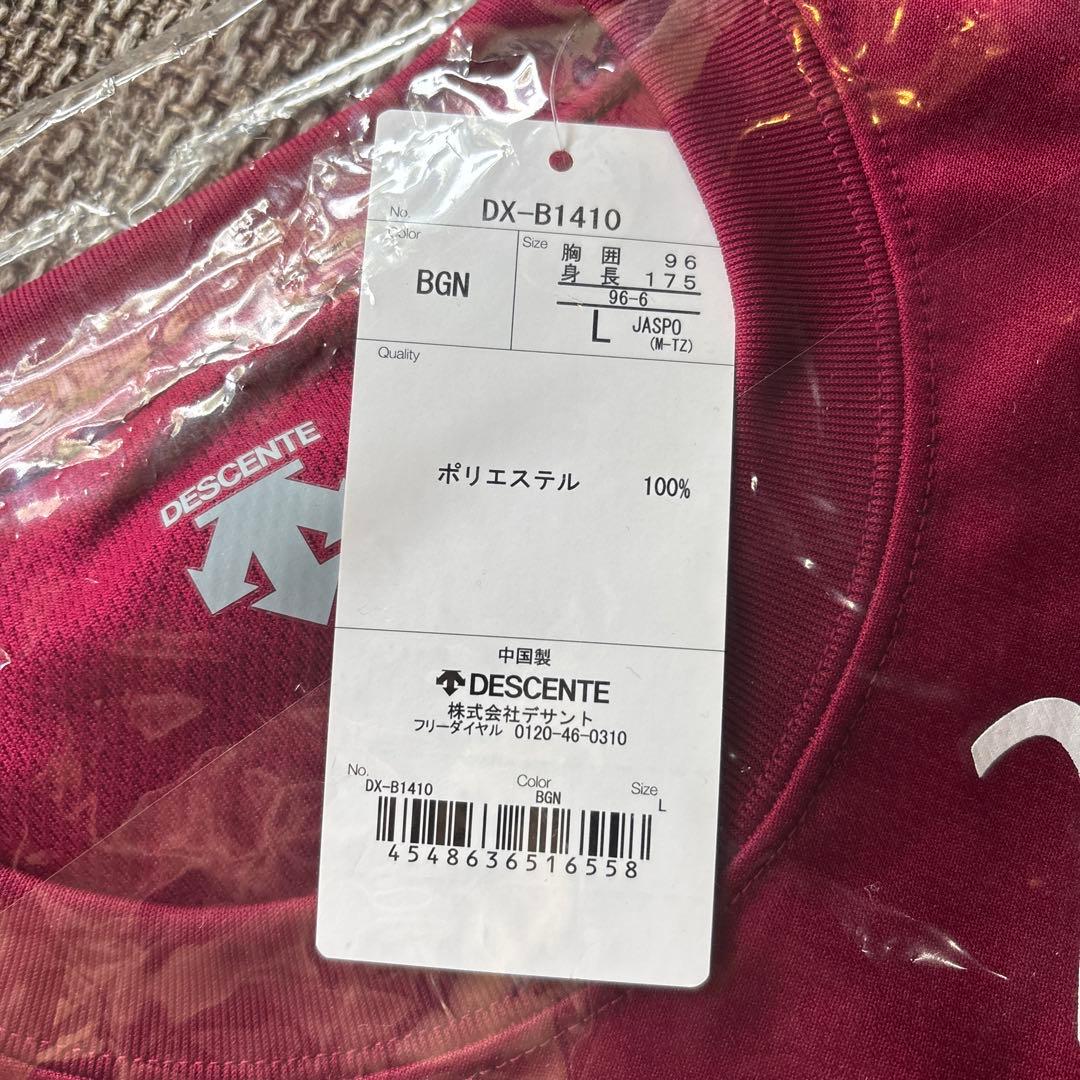 No. DX-B1410
Color BGN
Size
胸囲 96
身長 175
96-6
L JASPO
(M-TZ)
Quality
ポリエステル 100%
DESCENTE
中国製
DESCENTE
株式会社デサント
フリーダイヤル 0120-46-0310
No. Color Size
DX-B1410 BGN L
4548636516558